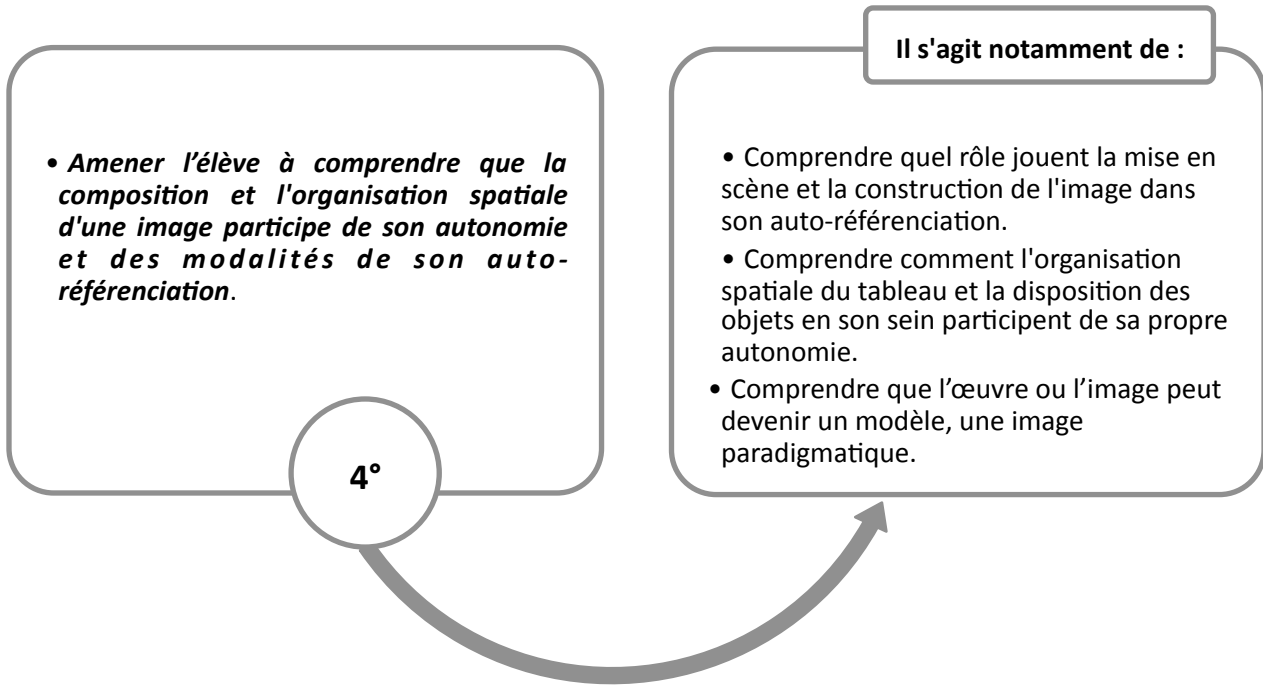 • Amener l’élève à comprendre que la
composition et l'organisation spatiale
d'une image participe de son autonomie
et des modalités de son auto-
référenciation.
4°
Il s'agit notamment de :
• Comprendre quel rôle jouent la mise en
scène et la construction de l'image dans
son auto-référenciation.
• Comprendre comment l'organisation
spatiale du tableau et la disposition des
objets en son sein participent de sa propre
autonomie.
• Comprendre que l’œuvre ou l’image peut
devenir un modèle, une image
paradigmatique.